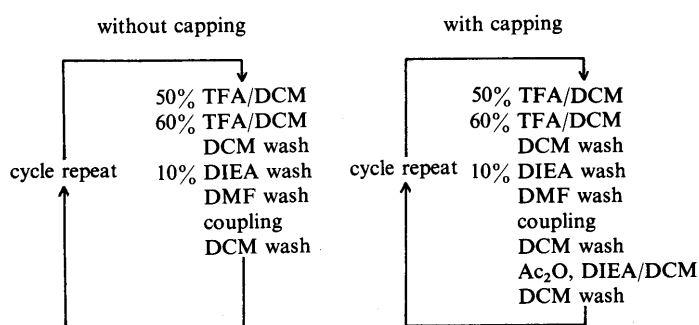 without capping
50% TFA/DCM
60% TFA/DCM
DCM wash
cycle repeat
10% DIEA wash
DMF wash
coupling
DCM wash
with capping
50% TFA/DCM
60% TFA/DCM
DCM wash
cycle repeat
10% DIEA wash
DMF wash
coupling
DCM wash
Ac₂O, DIEA/DCM
DCM wash